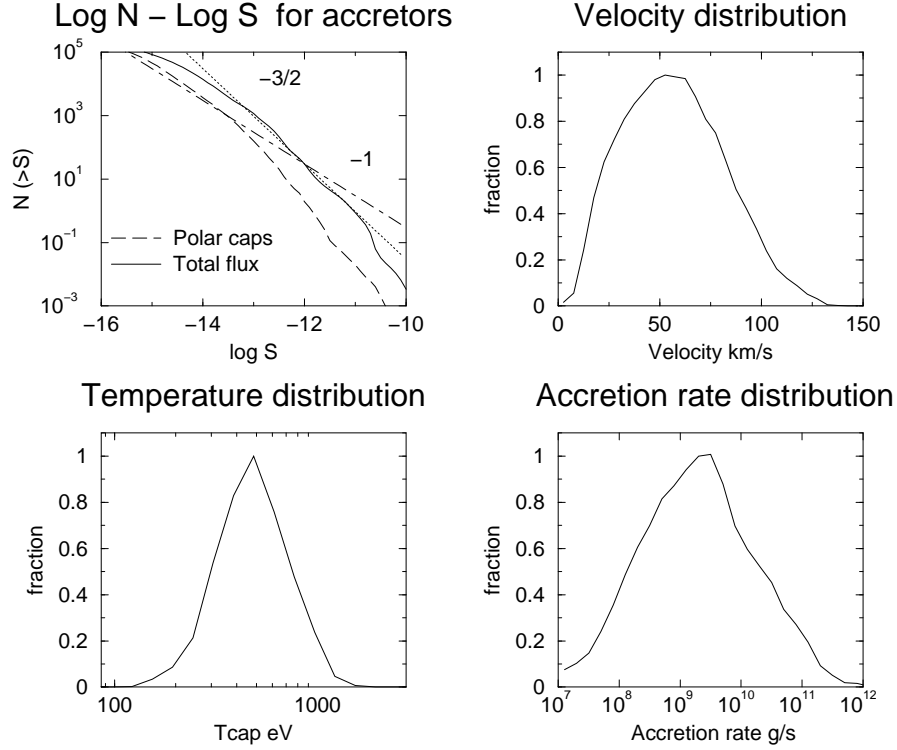 Log N − Log S for accretors
10^5
10^3
10^1
10^−1
10^−3
N (>S)
−3/2
−1
Polar caps
Total flux
−16
−14
−12
−10
log S
Velocity distribution
1
0.8
0.6
0.4
0.2
0
fraction
0
50
100
150
Velocity km/s
Temperature distribution
1
0.8
0.6
0.4
0.2
0
fraction
100
1000
Tcap eV
Accretion rate distribution
1
0.8
0.6
0.4
0.2
0
fraction
10^7
10^8
10^9
10^10
10^11
10^12
Accretion rate g/s